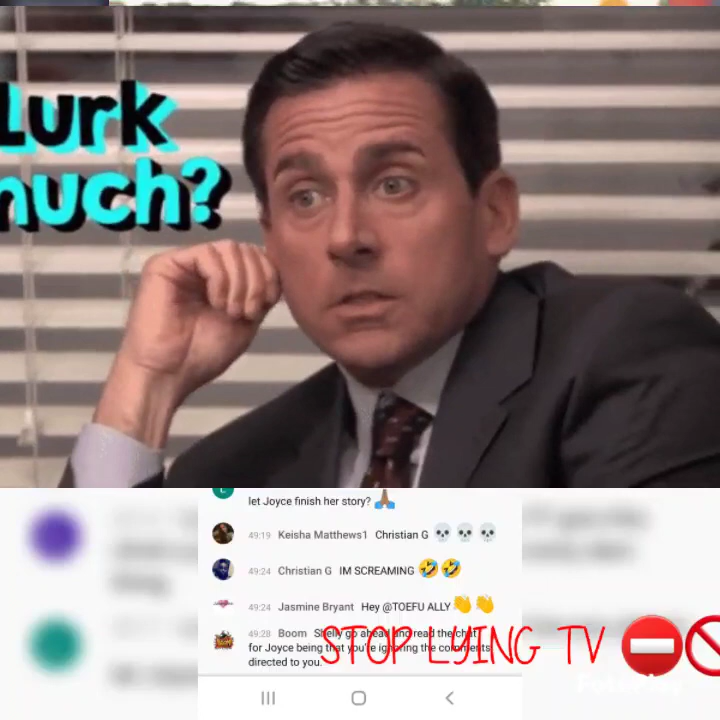 Lurk
much?
let Joyce finish her story? 🙏🏽
49:19 Keisha Matthews1 Christian G 💀 💀 💀
49:24 Christian G IM SCREAMING 🤣 🤣
49:24 Jasmine Bryant Hey @TOEFU ALLY 👏 👏
49:28 Boom Shelly go ahead and read the chat
for Joyce being that you're ignoring the comments
directed to you.
STOP LYING TV ⛔ 🚫
FotoPlay